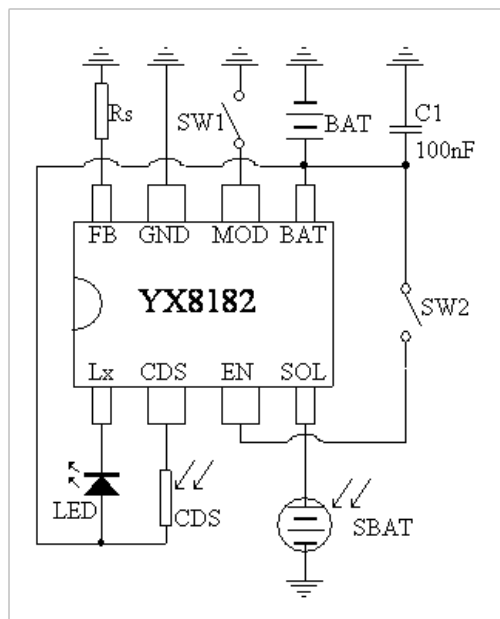 Rs
SW1
BAT
C1
100nF
FB GND MOD BAT
YX8182
SW2
Lx CDS EN SOL
LED
CDS
SBAT